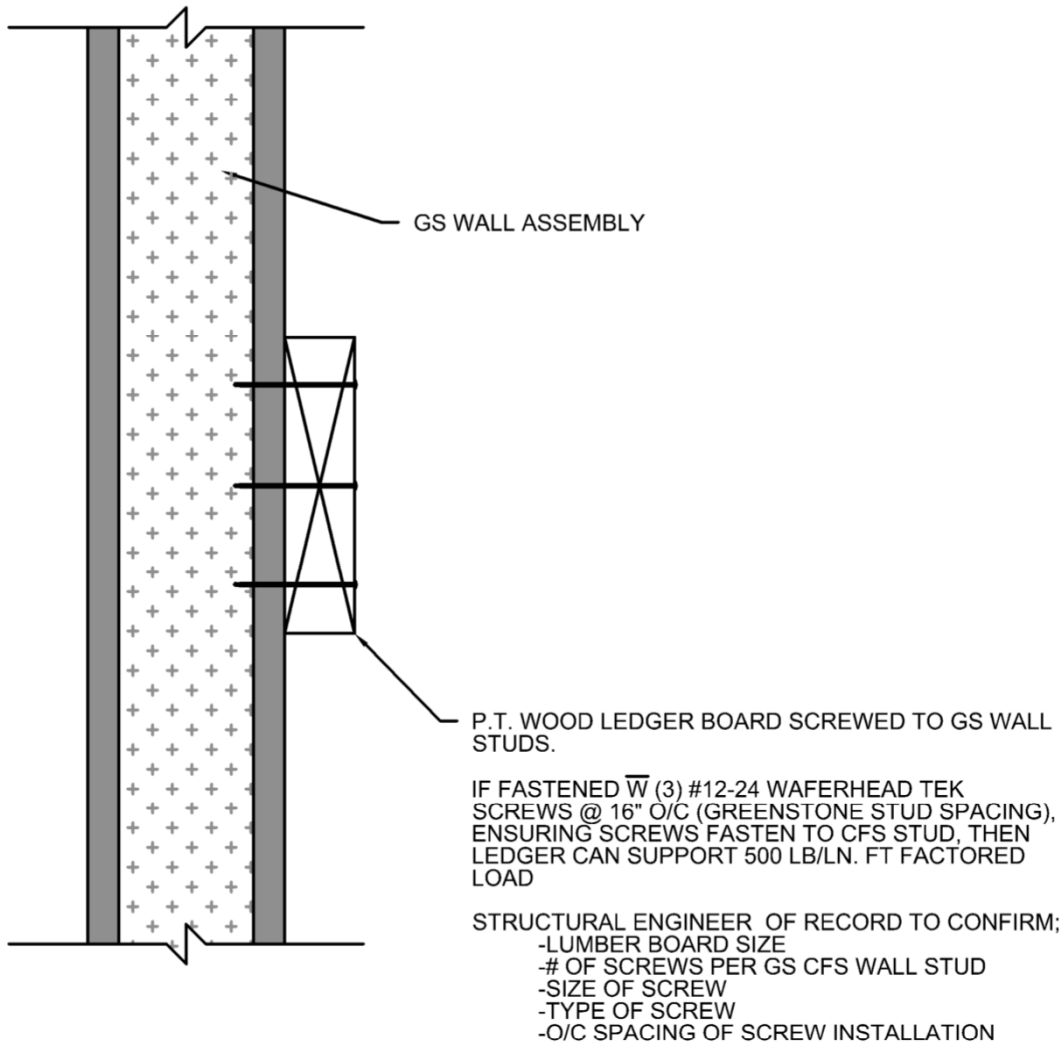 GS WALL ASSEMBLY
P.T. WOOD LEDGER BOARD SCREWED TO GS WALL
STUDS.
IF FASTENED W̅ (3) #12-24 WAFERHEAD TEK
SCREWS @ 16" O/C (GREENSTONE STUD SPACING),
ENSURING SCREWS FASTEN TO CFS STUD, THEN
LEDGER CAN SUPPORT 500 LB/LN. FT FACTORED
LOAD
STRUCTURAL ENGINEER OF RECORD TO CONFIRM;
-LUMBER BOARD SIZE
-# OF SCREWS PER GS CFS WALL STUD
-SIZE OF SCREW
-TYPE OF SCREW
-O/C SPACING OF SCREW INSTALLATION